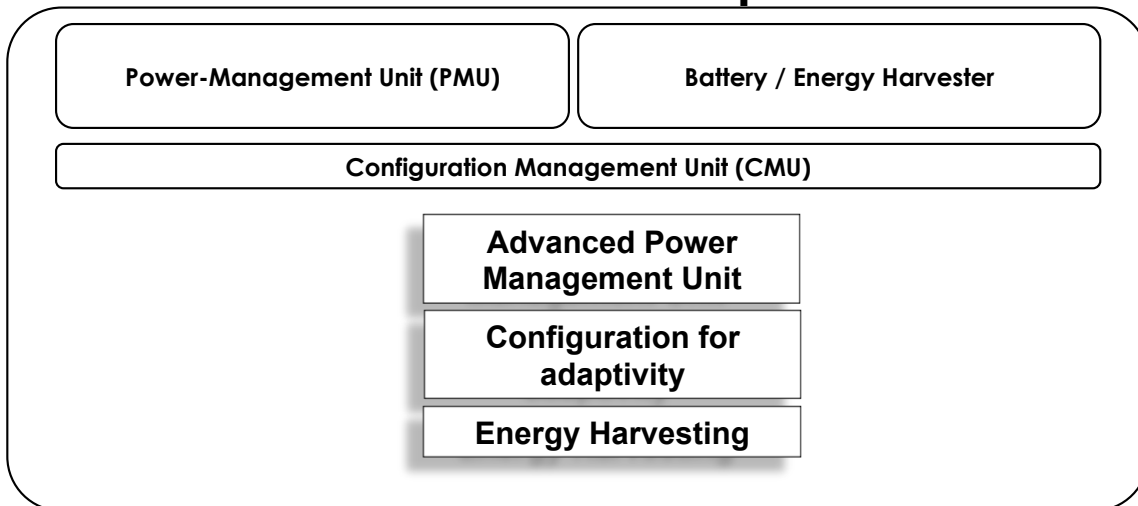 Power-Management Unit (PMU)
Battery / Energy Harvester
Configuration Management Unit (CMU)
Advanced Power
Management Unit
Configuration for
adaptivity
Energy Harvesting